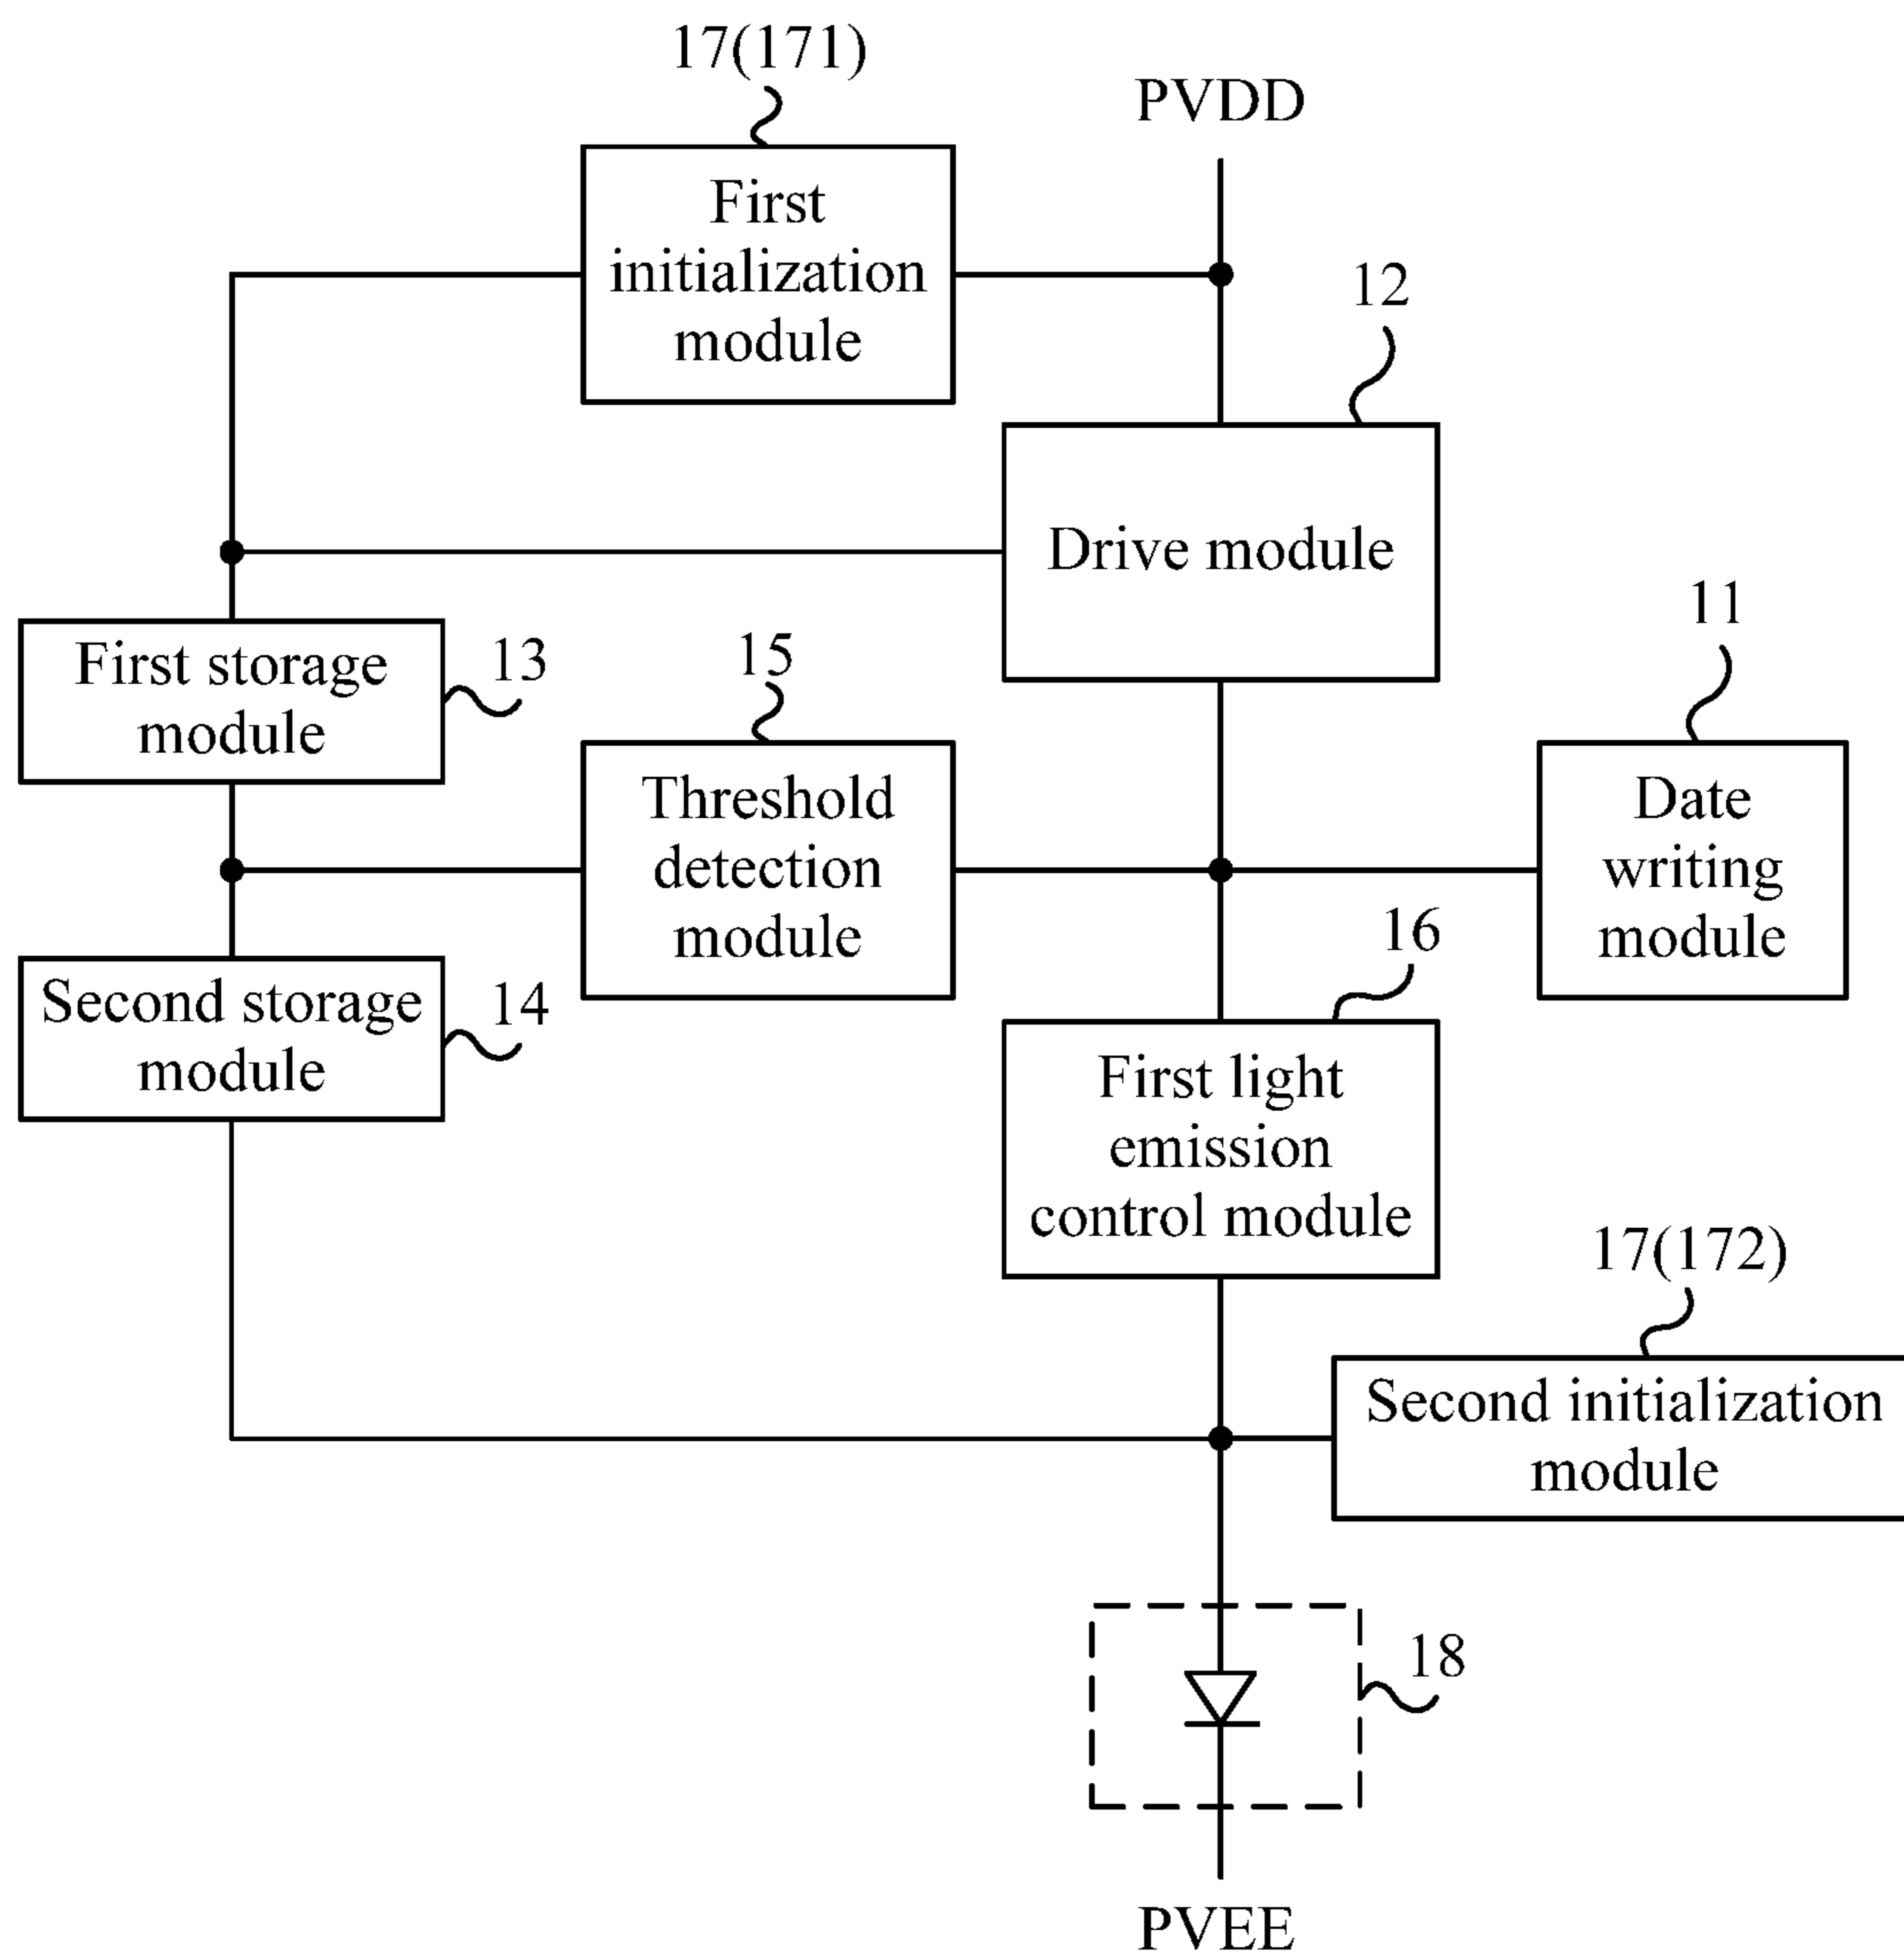 17(171)
PVDD
First
initialization
module
12
Drive module
11
First storage
module
13
15
Threshold
detection
module
Date
writing
module
16
Second storage
module
14
First light
emission
control module
17(172)
Second initialization
module
18
PVEE